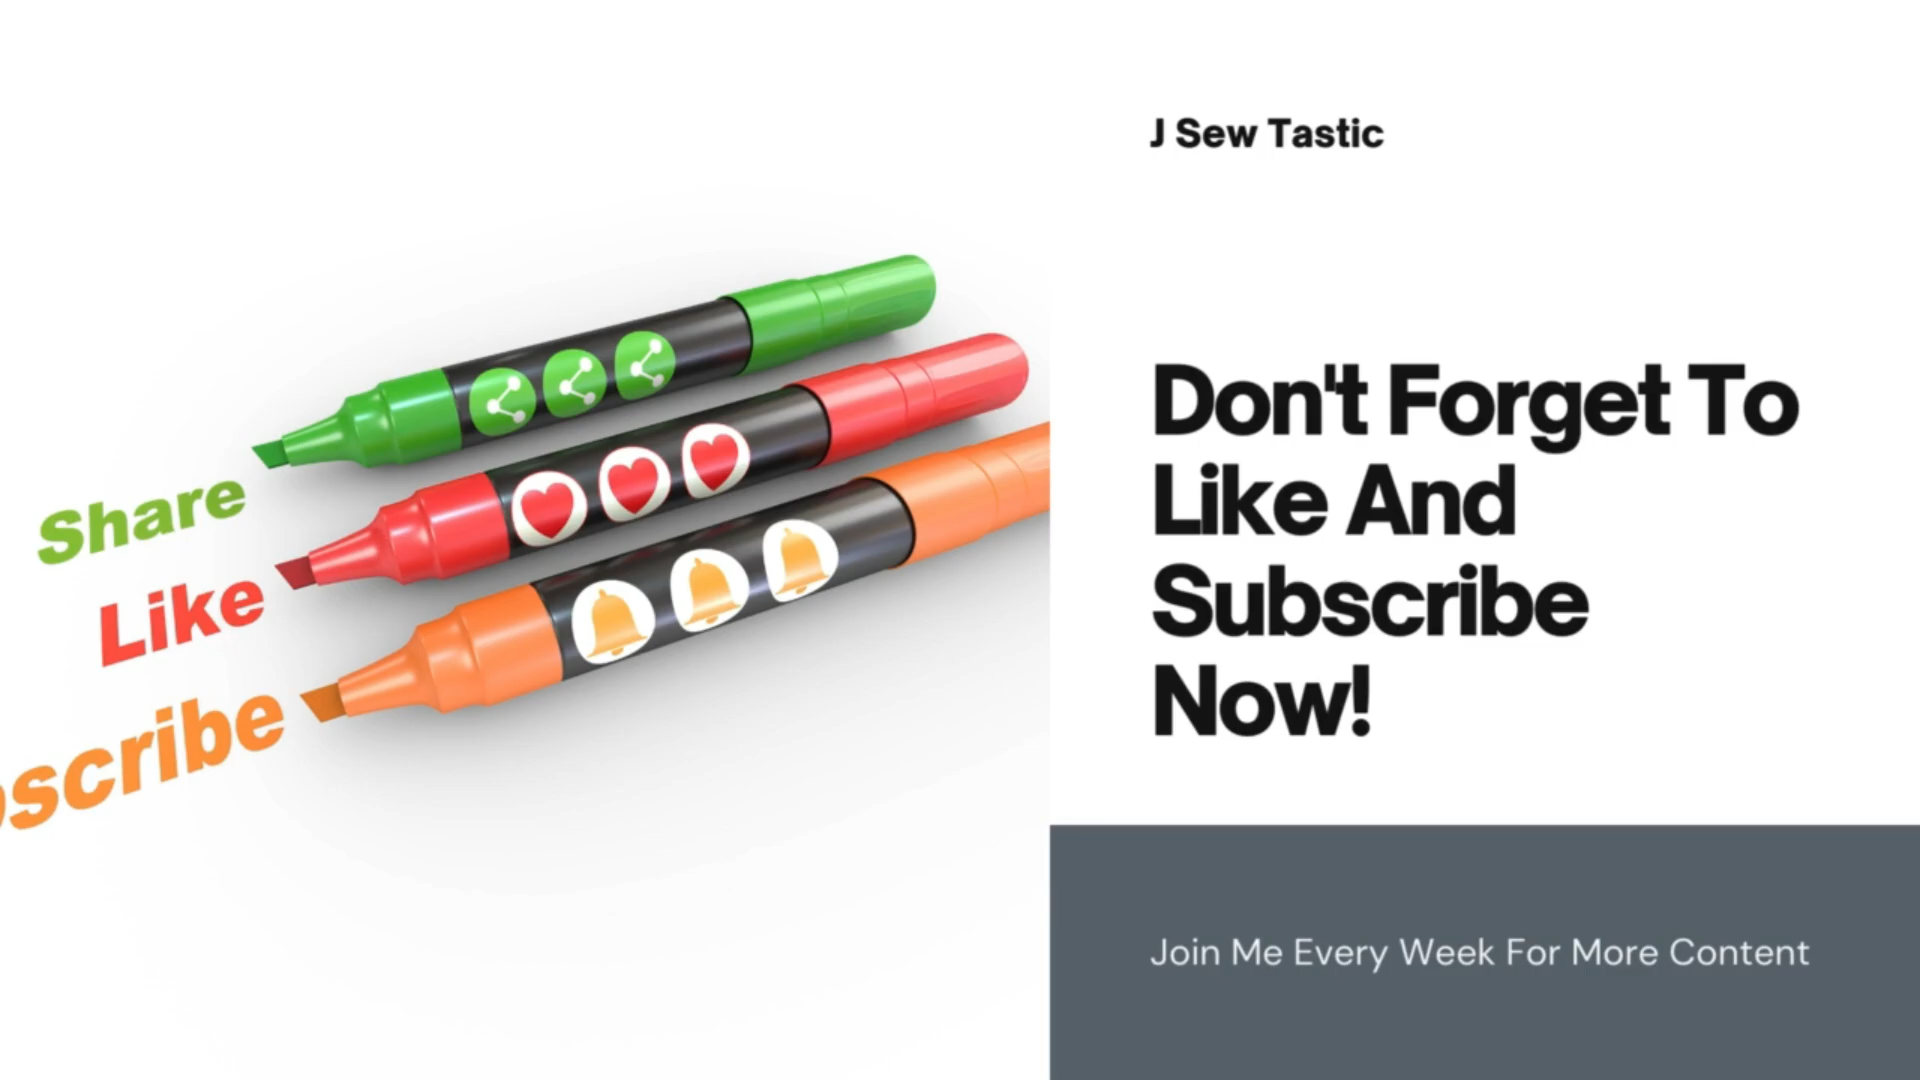 J Sew Tastic
Don't Forget To
Like And
Subscribe
Now!
Share
Like
scribe
Join Me Every Week For More Content